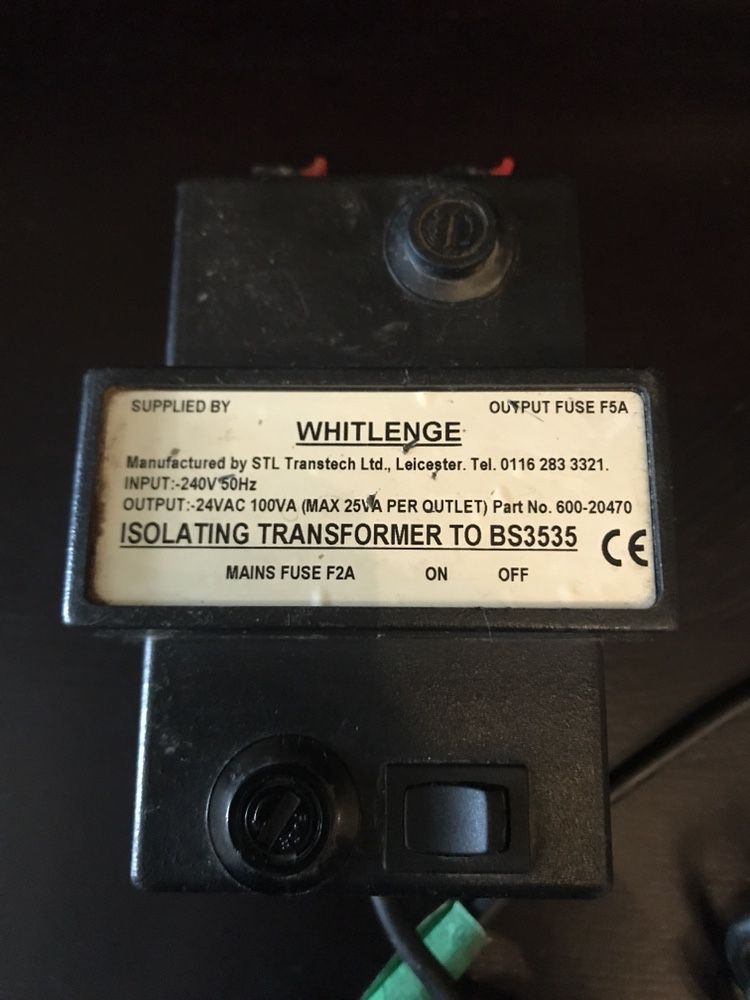 SUPPLIED BY OUTPUT FUSE F5A
WHITLENGE
Manufactured by STL Transtech Ltd., Leicester. Tel. 0116 283 3321.
INPUT:-240V 50Hz
OUTPUT:-24VAC 100VA (MAX 25VA PER OUTLET) Part No. 600-20470
ISOLATING TRANSFORMER TO BS3535 CE
MAINS FUSE F2A ON OFF